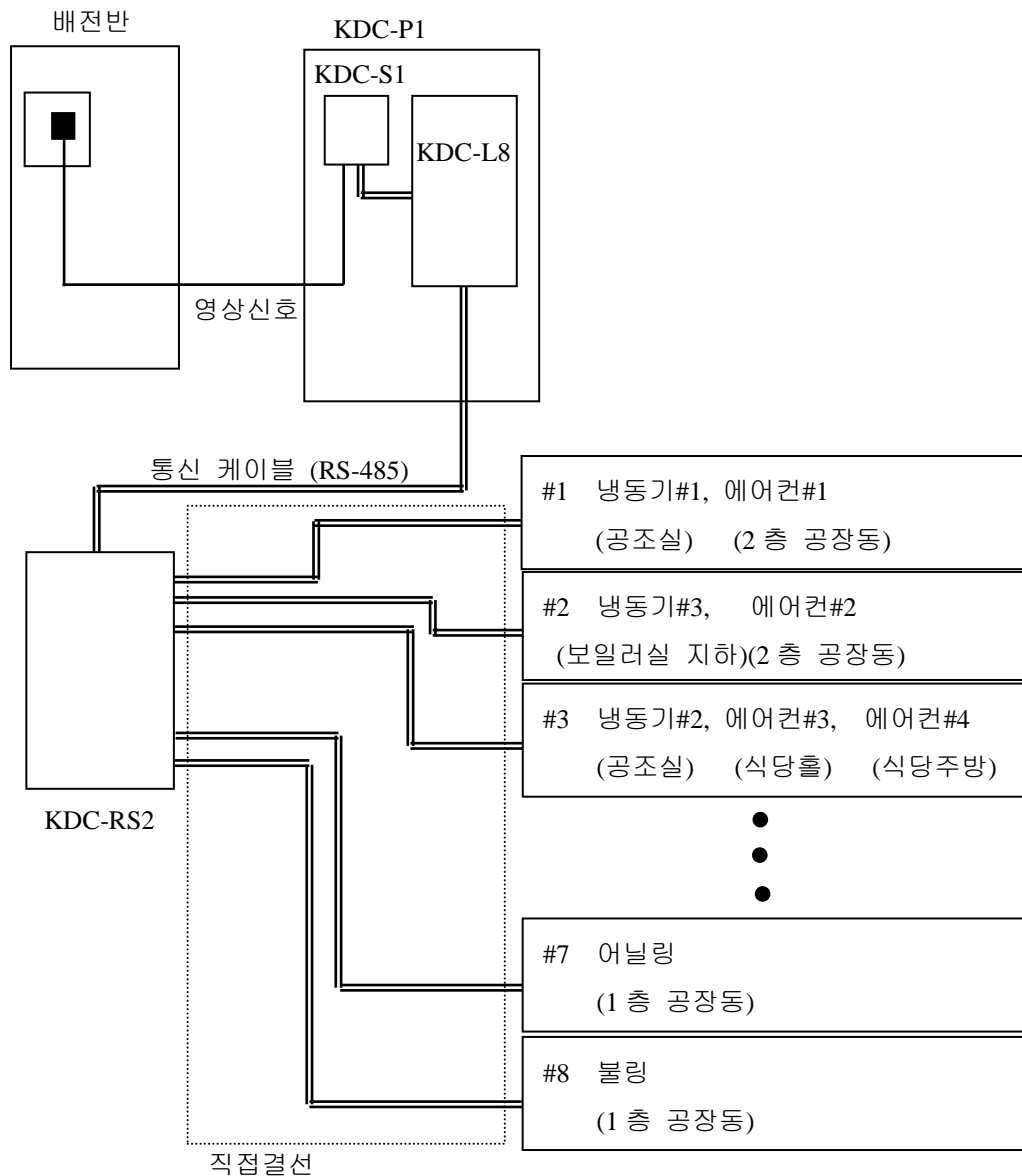 배전반
KDC-P1
KDC-S1
KDC-L8
영상신호
통신 케이블 (RS-485)
#1 냉동기#1, 에어컨#1
(공조실) (2 층 공장동)
#2 냉동기#3, 에어컨#2
(보일러실 지하)(2 층 공장동)
#3 냉동기#2, 에어컨#3, 에어컨#4
(공조실) (식당홀) (식당주방)
KDC-RS2
#7 어닐링
(1 층 공장동)
#8 불링
(1 층 공장동)
직접결선